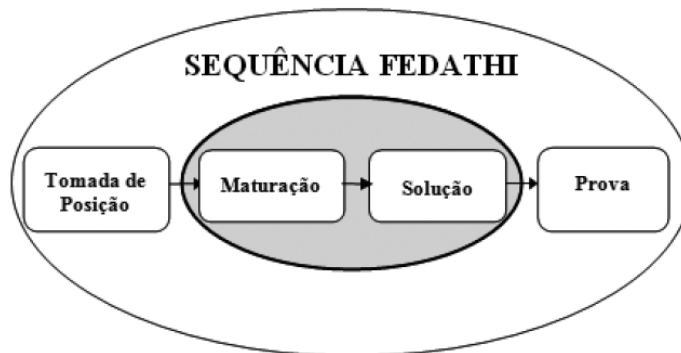 SEQUÊNCIA FEDATHI
Tomada de
Posição
Maturação
Solução
Prova